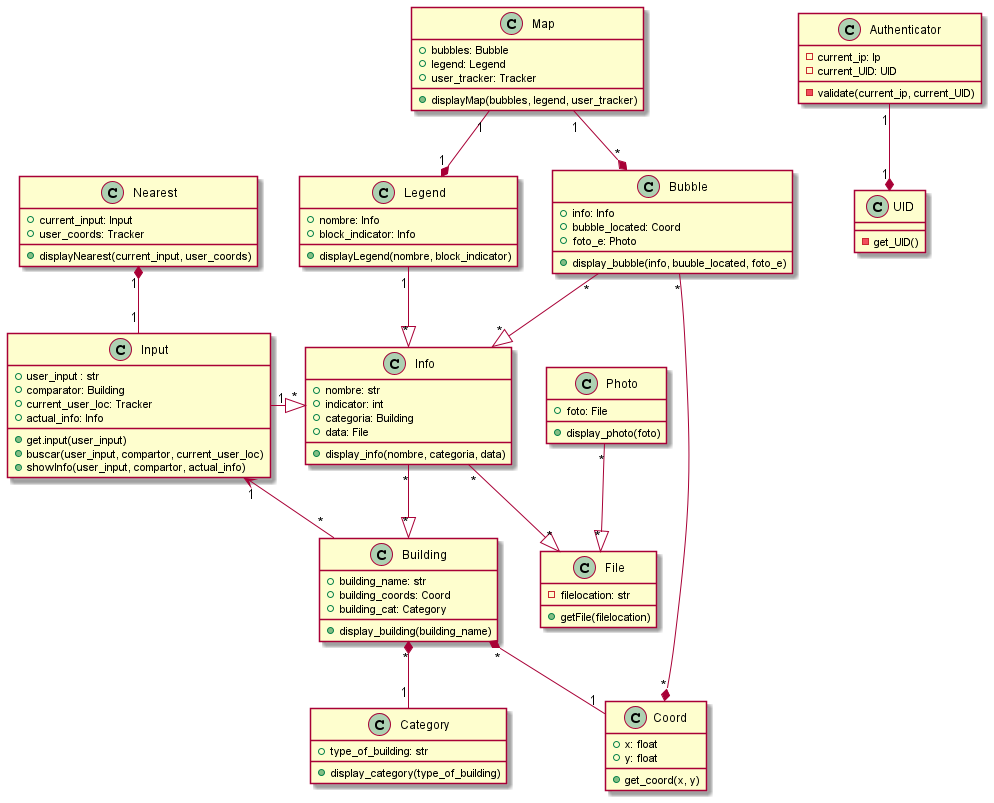 C Map
bubbles: Bubble
legend: Legend
user_tracker: Tracker
displayMap(bubbles, legend, user_tracker)
C Authenticator
current_ip: Ip
current_UID: UID
validate(current_ip, current_UID)
1
1
1
*
1
1
C Nearest
current_input: Input
user_coords: Tracker
displayNearest(current_input, user_coords)
C Legend
nombre: Info
block_indicator: Info
displayLegend(nombre, block_indicator)
C Bubble
info: Info
bubble_located: Coord
foto_e: Photo
display_bubble(info, buuble_located, foto_e)
C UID
get_UID()
1
1
1
*
*
*
*
*
C Input
user_input : str
comparator: Building
current_user_loc: Tracker
actual_info: Info
get.input(user_input)
buscar(user_input, compartor, current_user_loc)
showInfo(user_input, compartor, actual_info)
1
*
C Info
nombre: str
indicator: int
categoria: Building
data: File
display_info(nombre, categoria, data)
C Photo
foto: File
display_photo(foto)
1
*
*
*
*
*
*
*
C Building
building_name: str
building_coords: Coord
building_cat: Category
display_building(building_name)
C File
filelocation: str
getFile(filelocation)
*
1
*
1
C Category
type_of_building: str
display_category(type_of_building)
C Coord
x: float
y: float
get_coord(x, y)